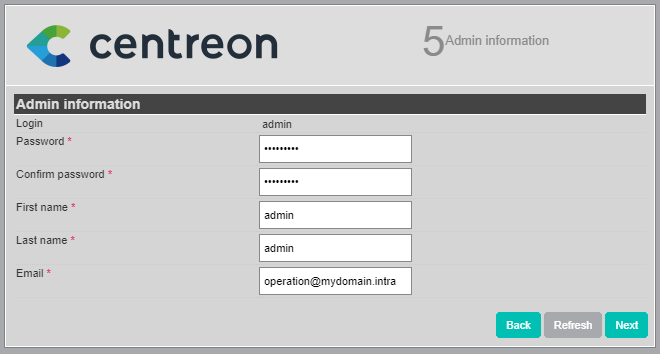 centreon
5 Admin information
Admin information
Login admin
Password * •••••••••
Confirm password * •••••••••
First name * admin
Last name * admin
Email * operation@mydomain.intra
Back Refresh Next